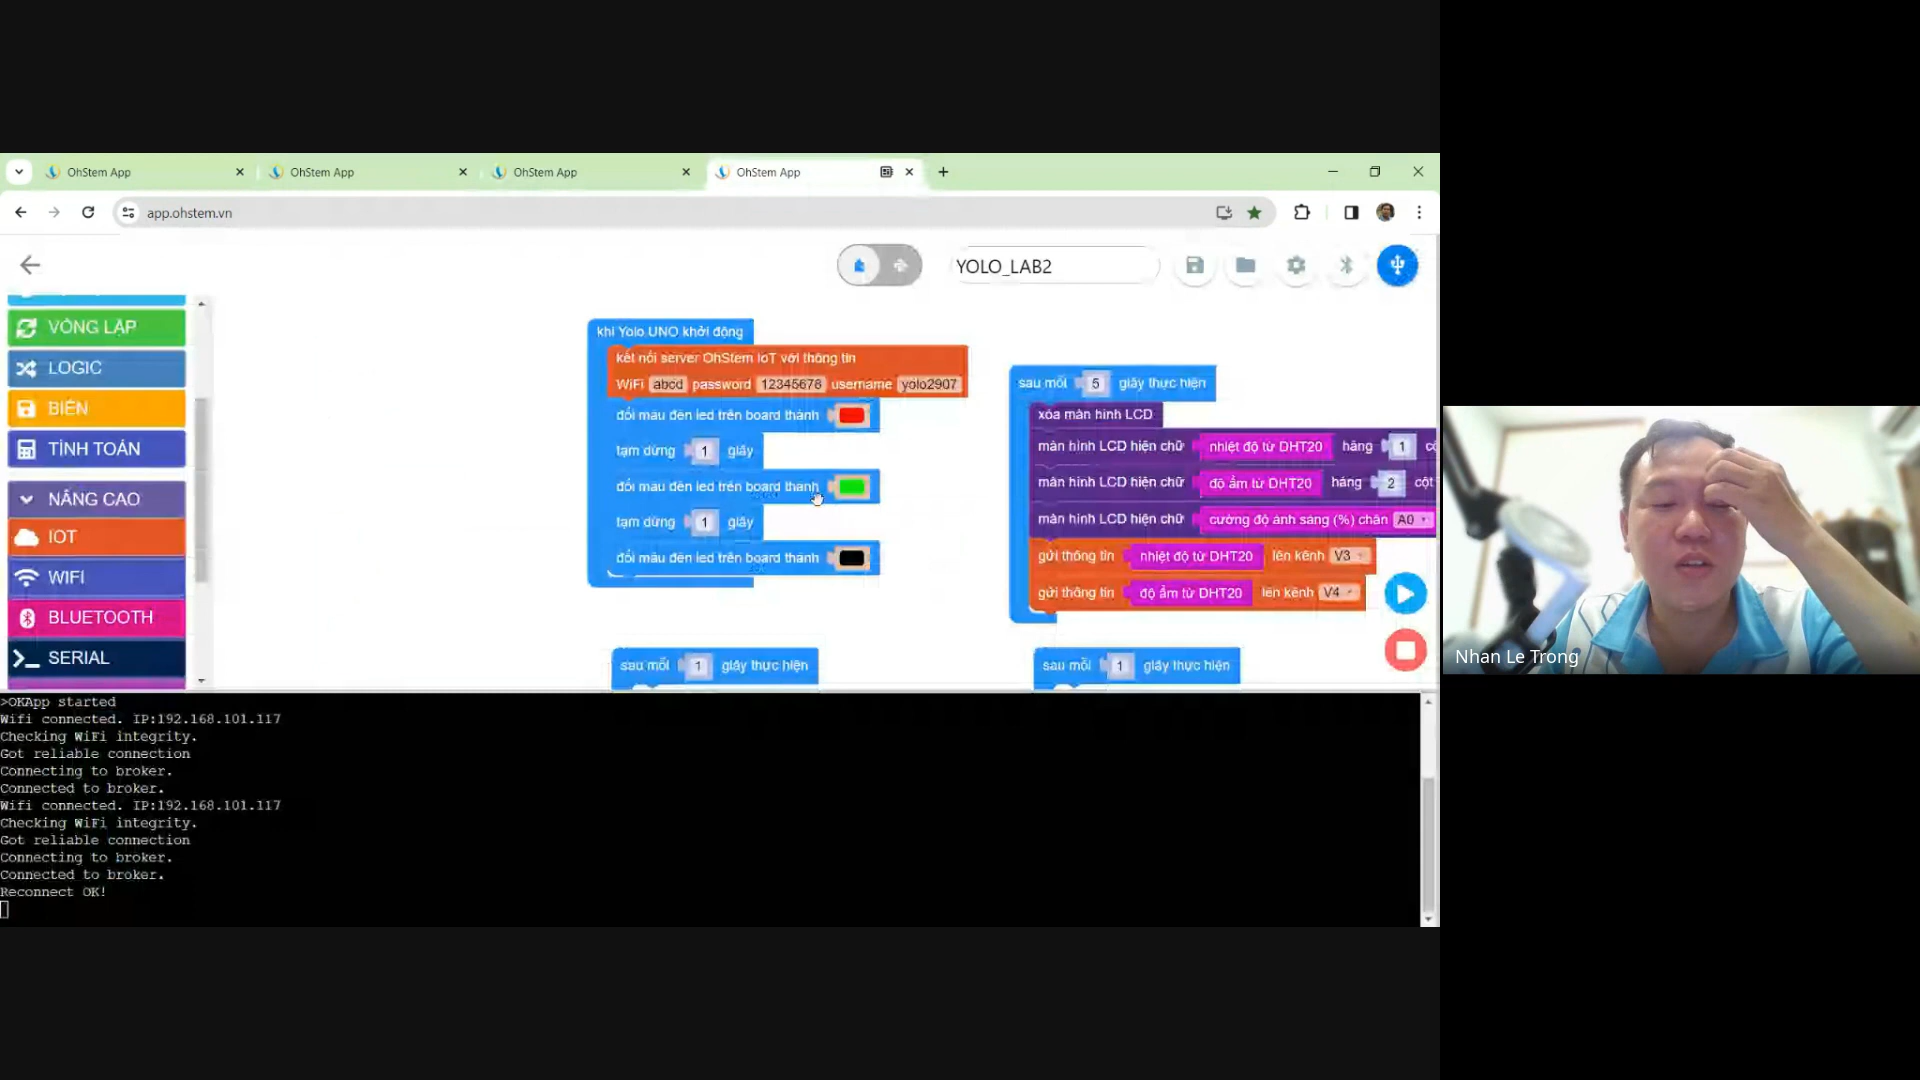 OhStem App
OhStem App
OhStem App
OhStem App
app.ohstem.vn
YOLO_LAB2
VÒNG LẶP
LOGIC
BIẾN
TÍNH TOÁN
NÂNG CAO
IOT
WIFI
BLUETOOTH
SERIAL
khi Yolo UNO khởi động
kết nối server OhStem IoT với thông tin
WiFi abcd password 12345678 username yolo2907
đổi màu đèn led trên board thành
tạm dừng 1 giây
đổi màu đèn led trên board thành
tạm dừng 1 giây
đổi màu đèn led trên board thành
sau mỗi 1 giây thực hiện
sau mỗi 5 giây thực hiện
xóa màn hình LCD
màn hình LCD hiện chữ nhiệt độ từ DHT20 hàng 1
màn hình LCD hiện chữ độ ẩm từ DHT20 hàng 2 cột
màn hình LCD hiện chữ cường độ ánh sáng (%) chân A0
gửi thông tin nhiệt độ từ DHT20 lên kênh V3
gửi thông tin độ ẩm từ DHT20 lên kênh V4
sau mỗi 1 giây thực hiện
>OKApp started
Wifi connected. IP:192.168.101.117
Checking WiFi integrity.
Got reliable connection
Connecting to broker.
Connected to broker.
Wifi connected. IP:192.168.101.117
Checking WiFi integrity.
Got reliable connection
Connecting to broker.
Connected to broker.
Reconnect OK!
Nhan Le Trong